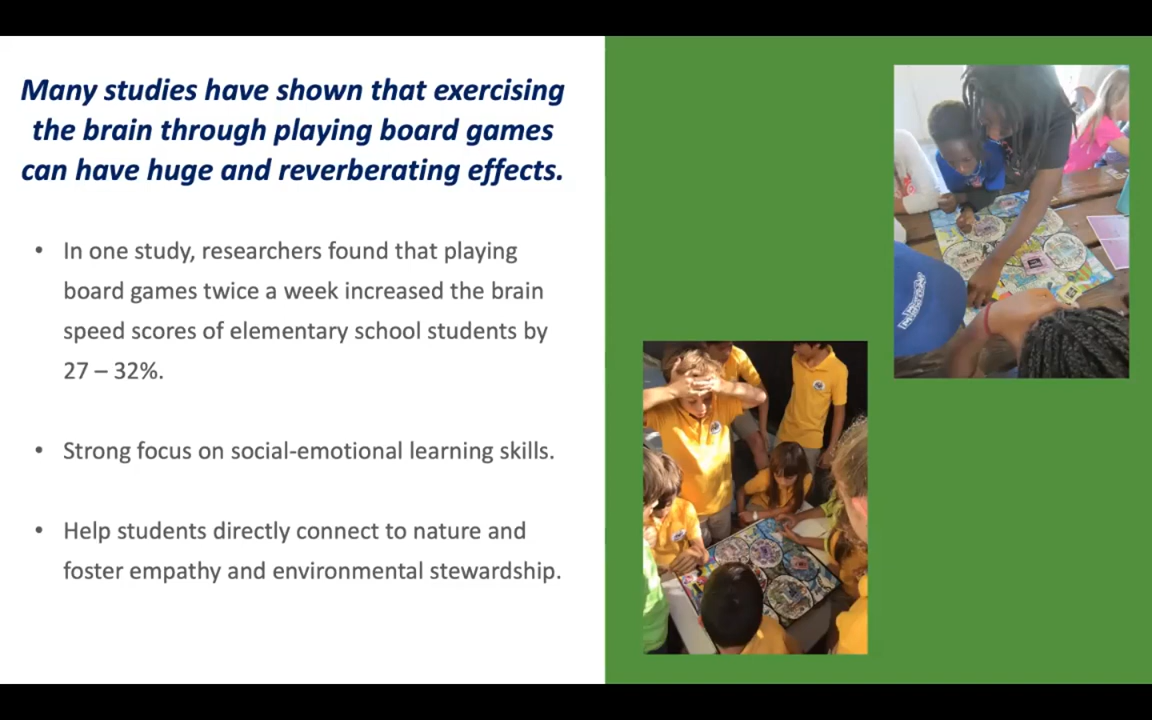 Many studies have shown that exercising
the brain through playing board games
can have huge and reverberating effects.
• In one study, researchers found that playing
board games twice a week increased the brain
speed scores of elementary school students by
27 – 32%.
• Strong focus on social-emotional learning skills.
• Help students directly connect to nature and
foster empathy and environmental stewardship.